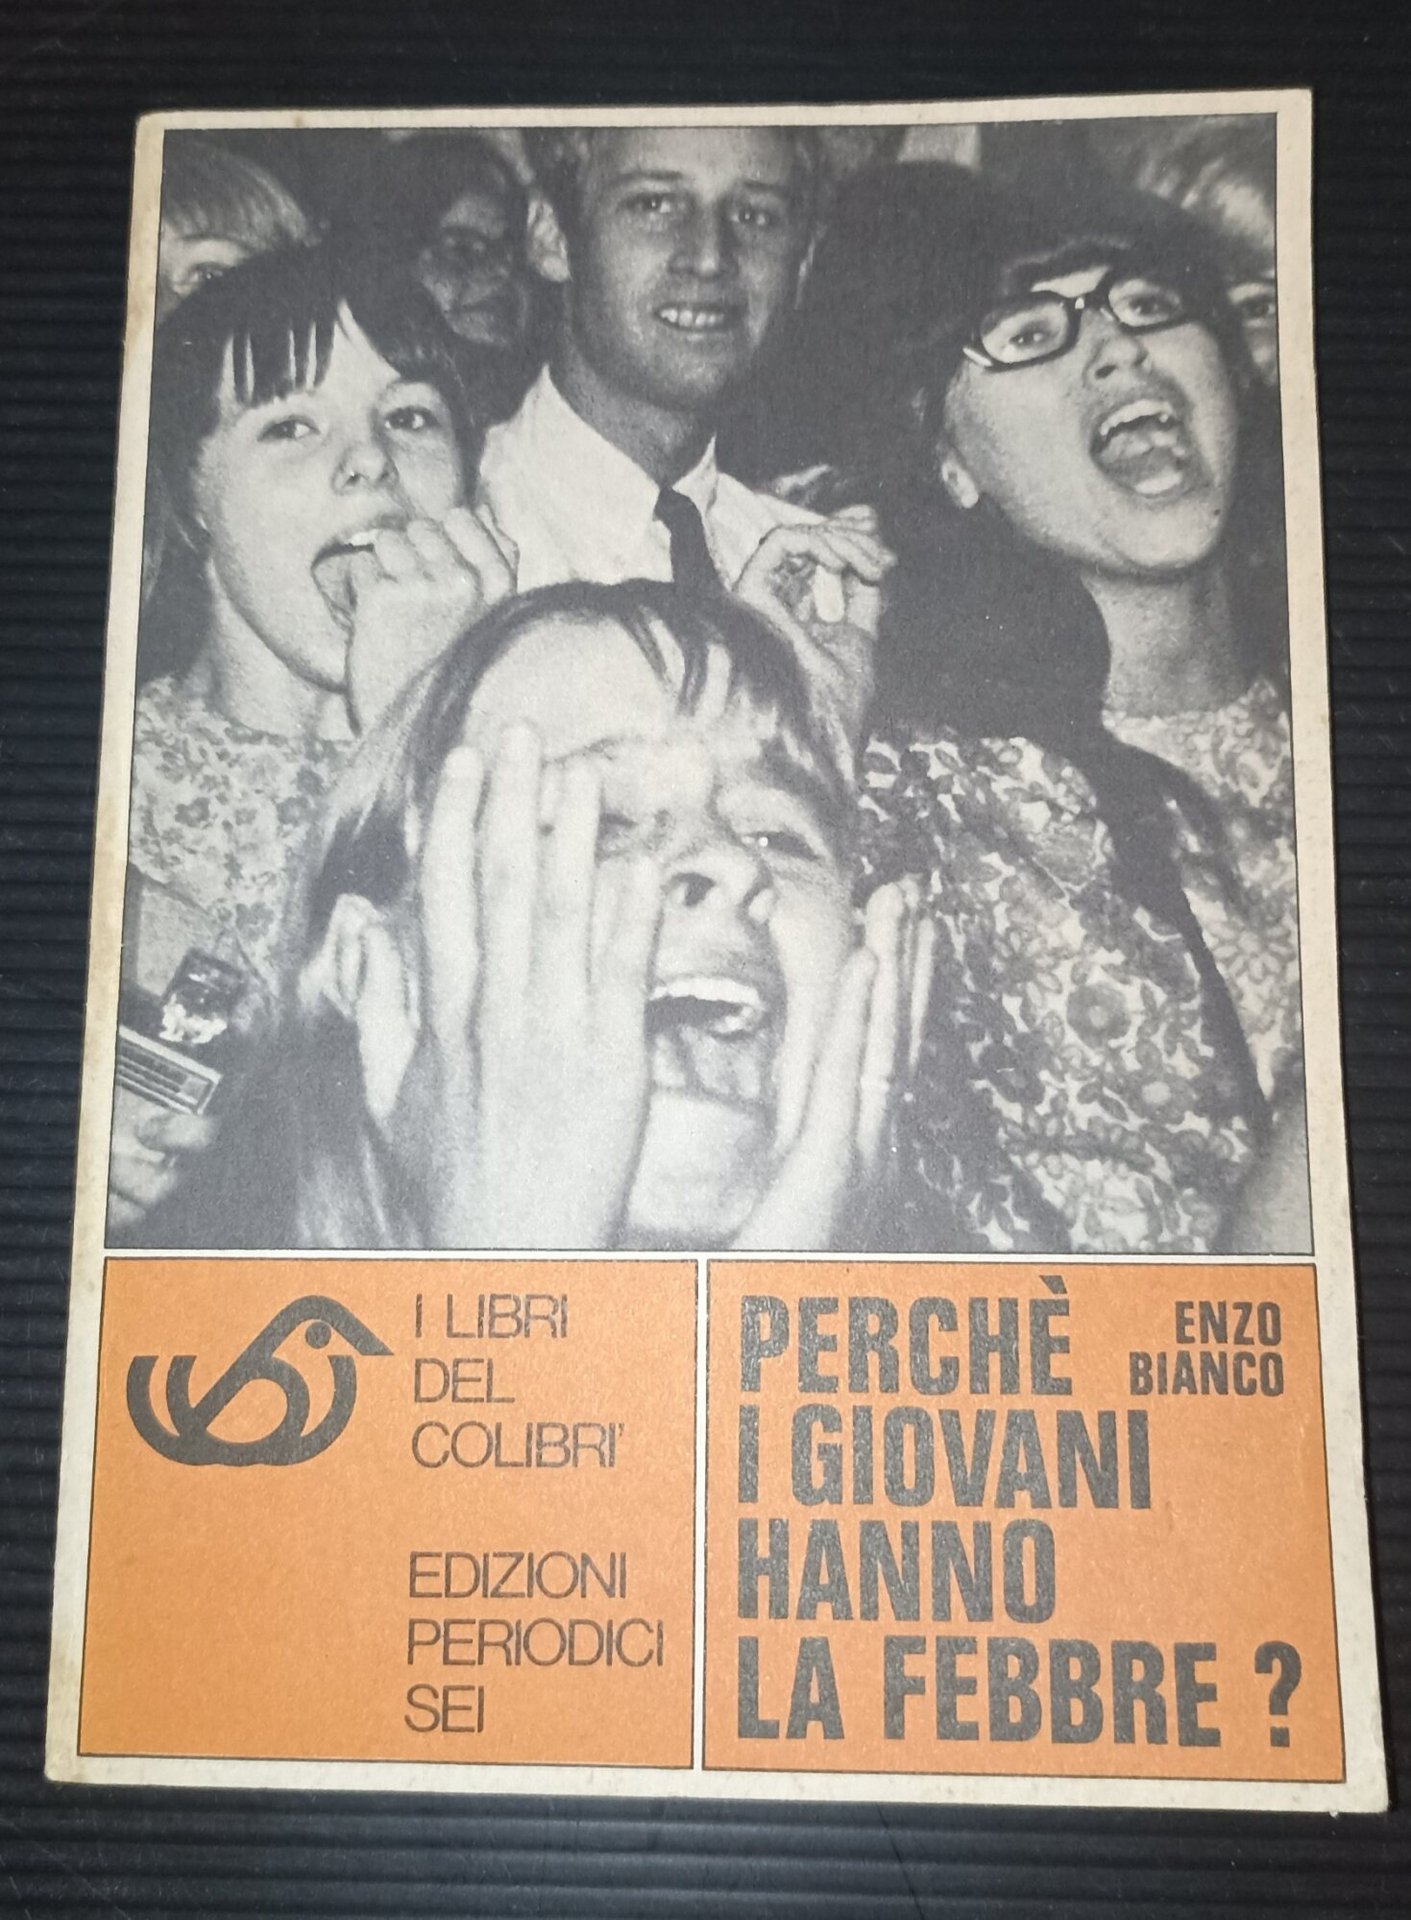 I LIBRI
DEL
COLIBRI'
EDIZIONI
PERIODICI
SEI
PERCHÈ
I GIOVANI
HANNO
LA FEBBRE ?
ENZO
BIANCO